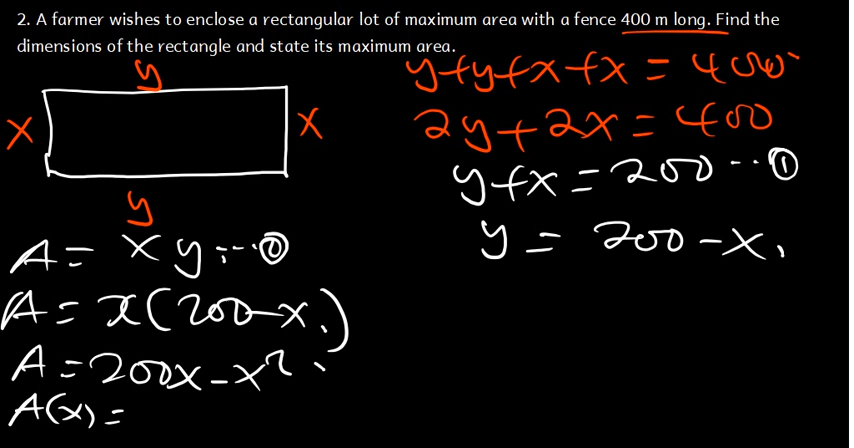 2. A farmer wishes to enclose a rectangular lot of maximum area with a fence 400 m long. Find the
dimensions of the rectangle and state its maximum area.
y
x
x
y
y+y+x+x = 400
2y+2x = 400
y+x = 200 --- ①
y = 200-x.
A = xy --- ②
A = x(200-x.)
A = 200x-x².
A(x) =